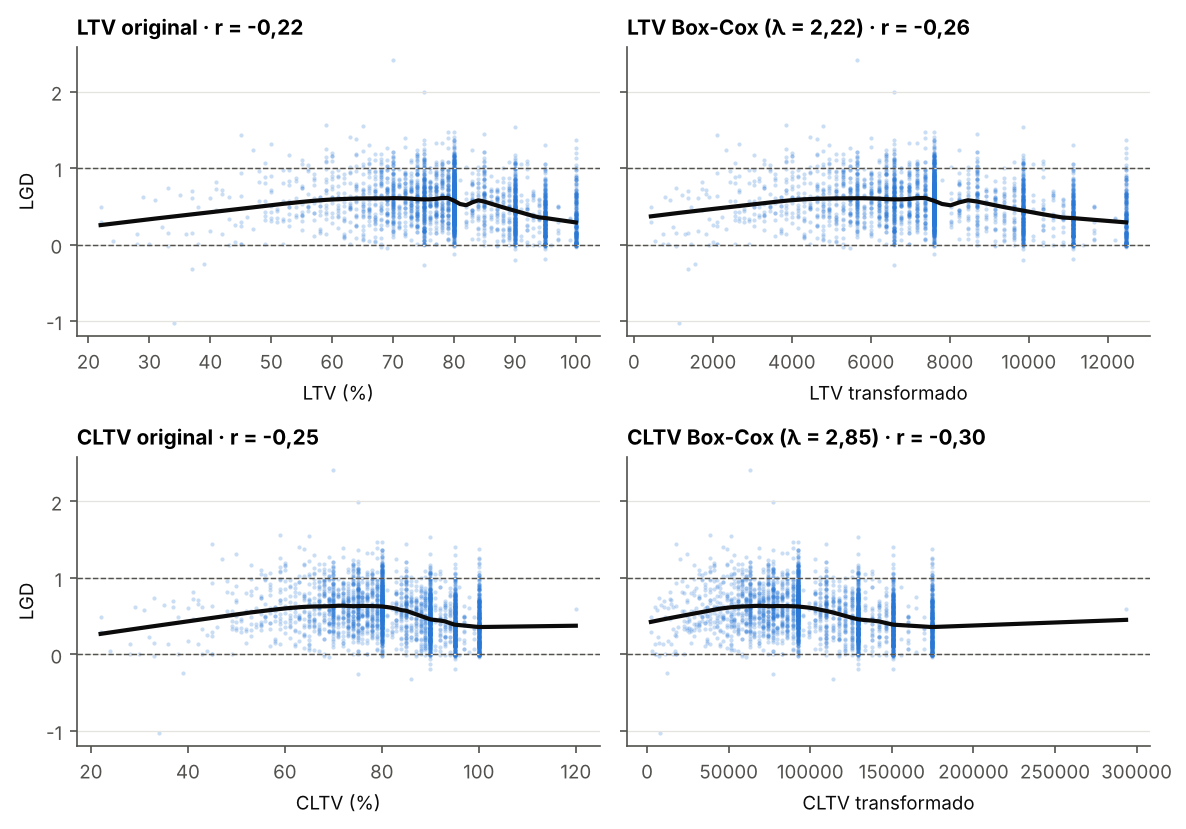 LTV original · r = -0,22
LTV Box-Cox (λ = 2,22) · r = -0,26
2
1
0
-1
LGD
20 30 40 50 60 70 80 90 100
0 2000 4000 6000 8000 10000 12000
LTV (%)
LTV transformado
CLTV original · r = -0,25
CLTV Box-Cox (λ = 2,85) · r = -0,30
2
1
0
-1
LGD
20 40 60 80 100 120
0 50000 100000 150000 200000 250000 300000
CLTV (%)
CLTV transformado